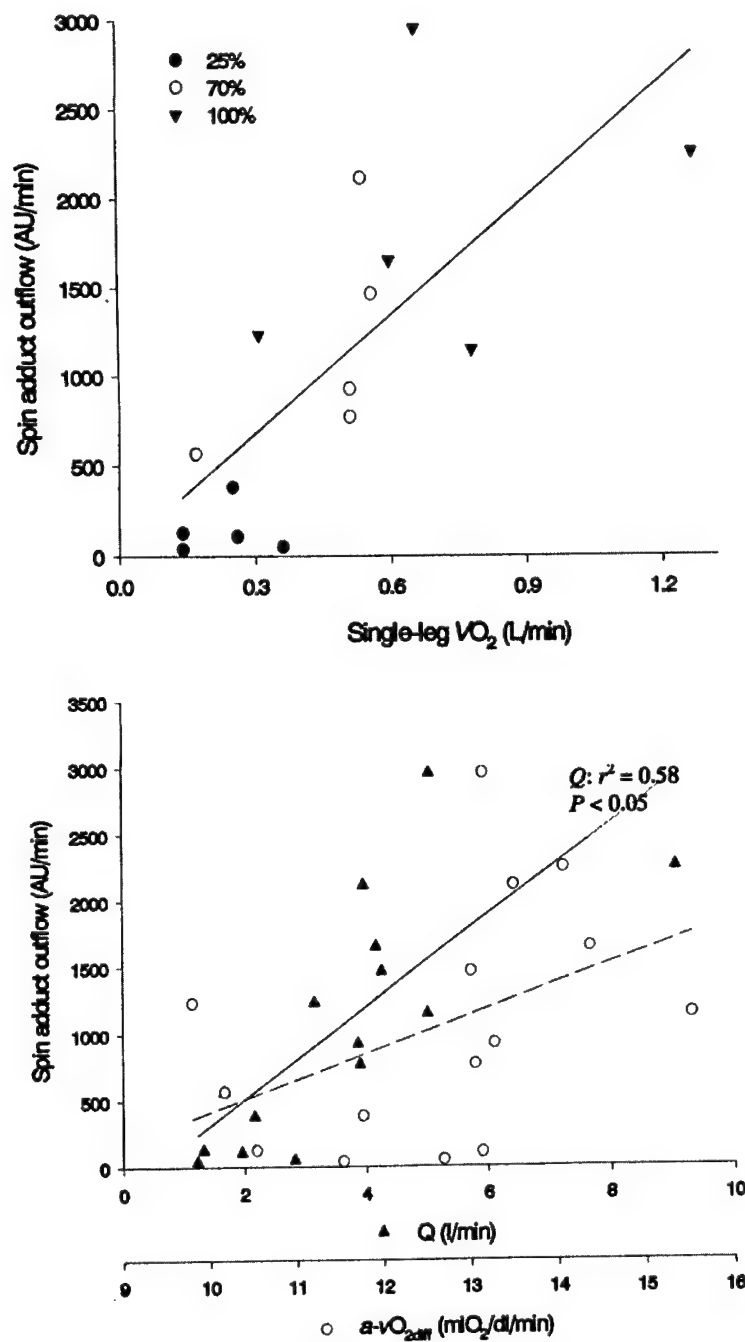 3000
2500
2000
1500
1000
500
0
25%
70%
100%
Spin adduct outflow (AU/min)
0.0 0.3 0.6 0.9 1.2
Single-leg VO₂ (L/min)
3500
3000
2500
2000
1500
1000
500
0
Q: r² = 0.58
P < 0.05
Spin adduct outflow (AU/min)
0 2 4 6 8 10
Q (l/min)
9 10 11 12 13 14 15 16
a-vO₂diff (mlO₂/dl/min)